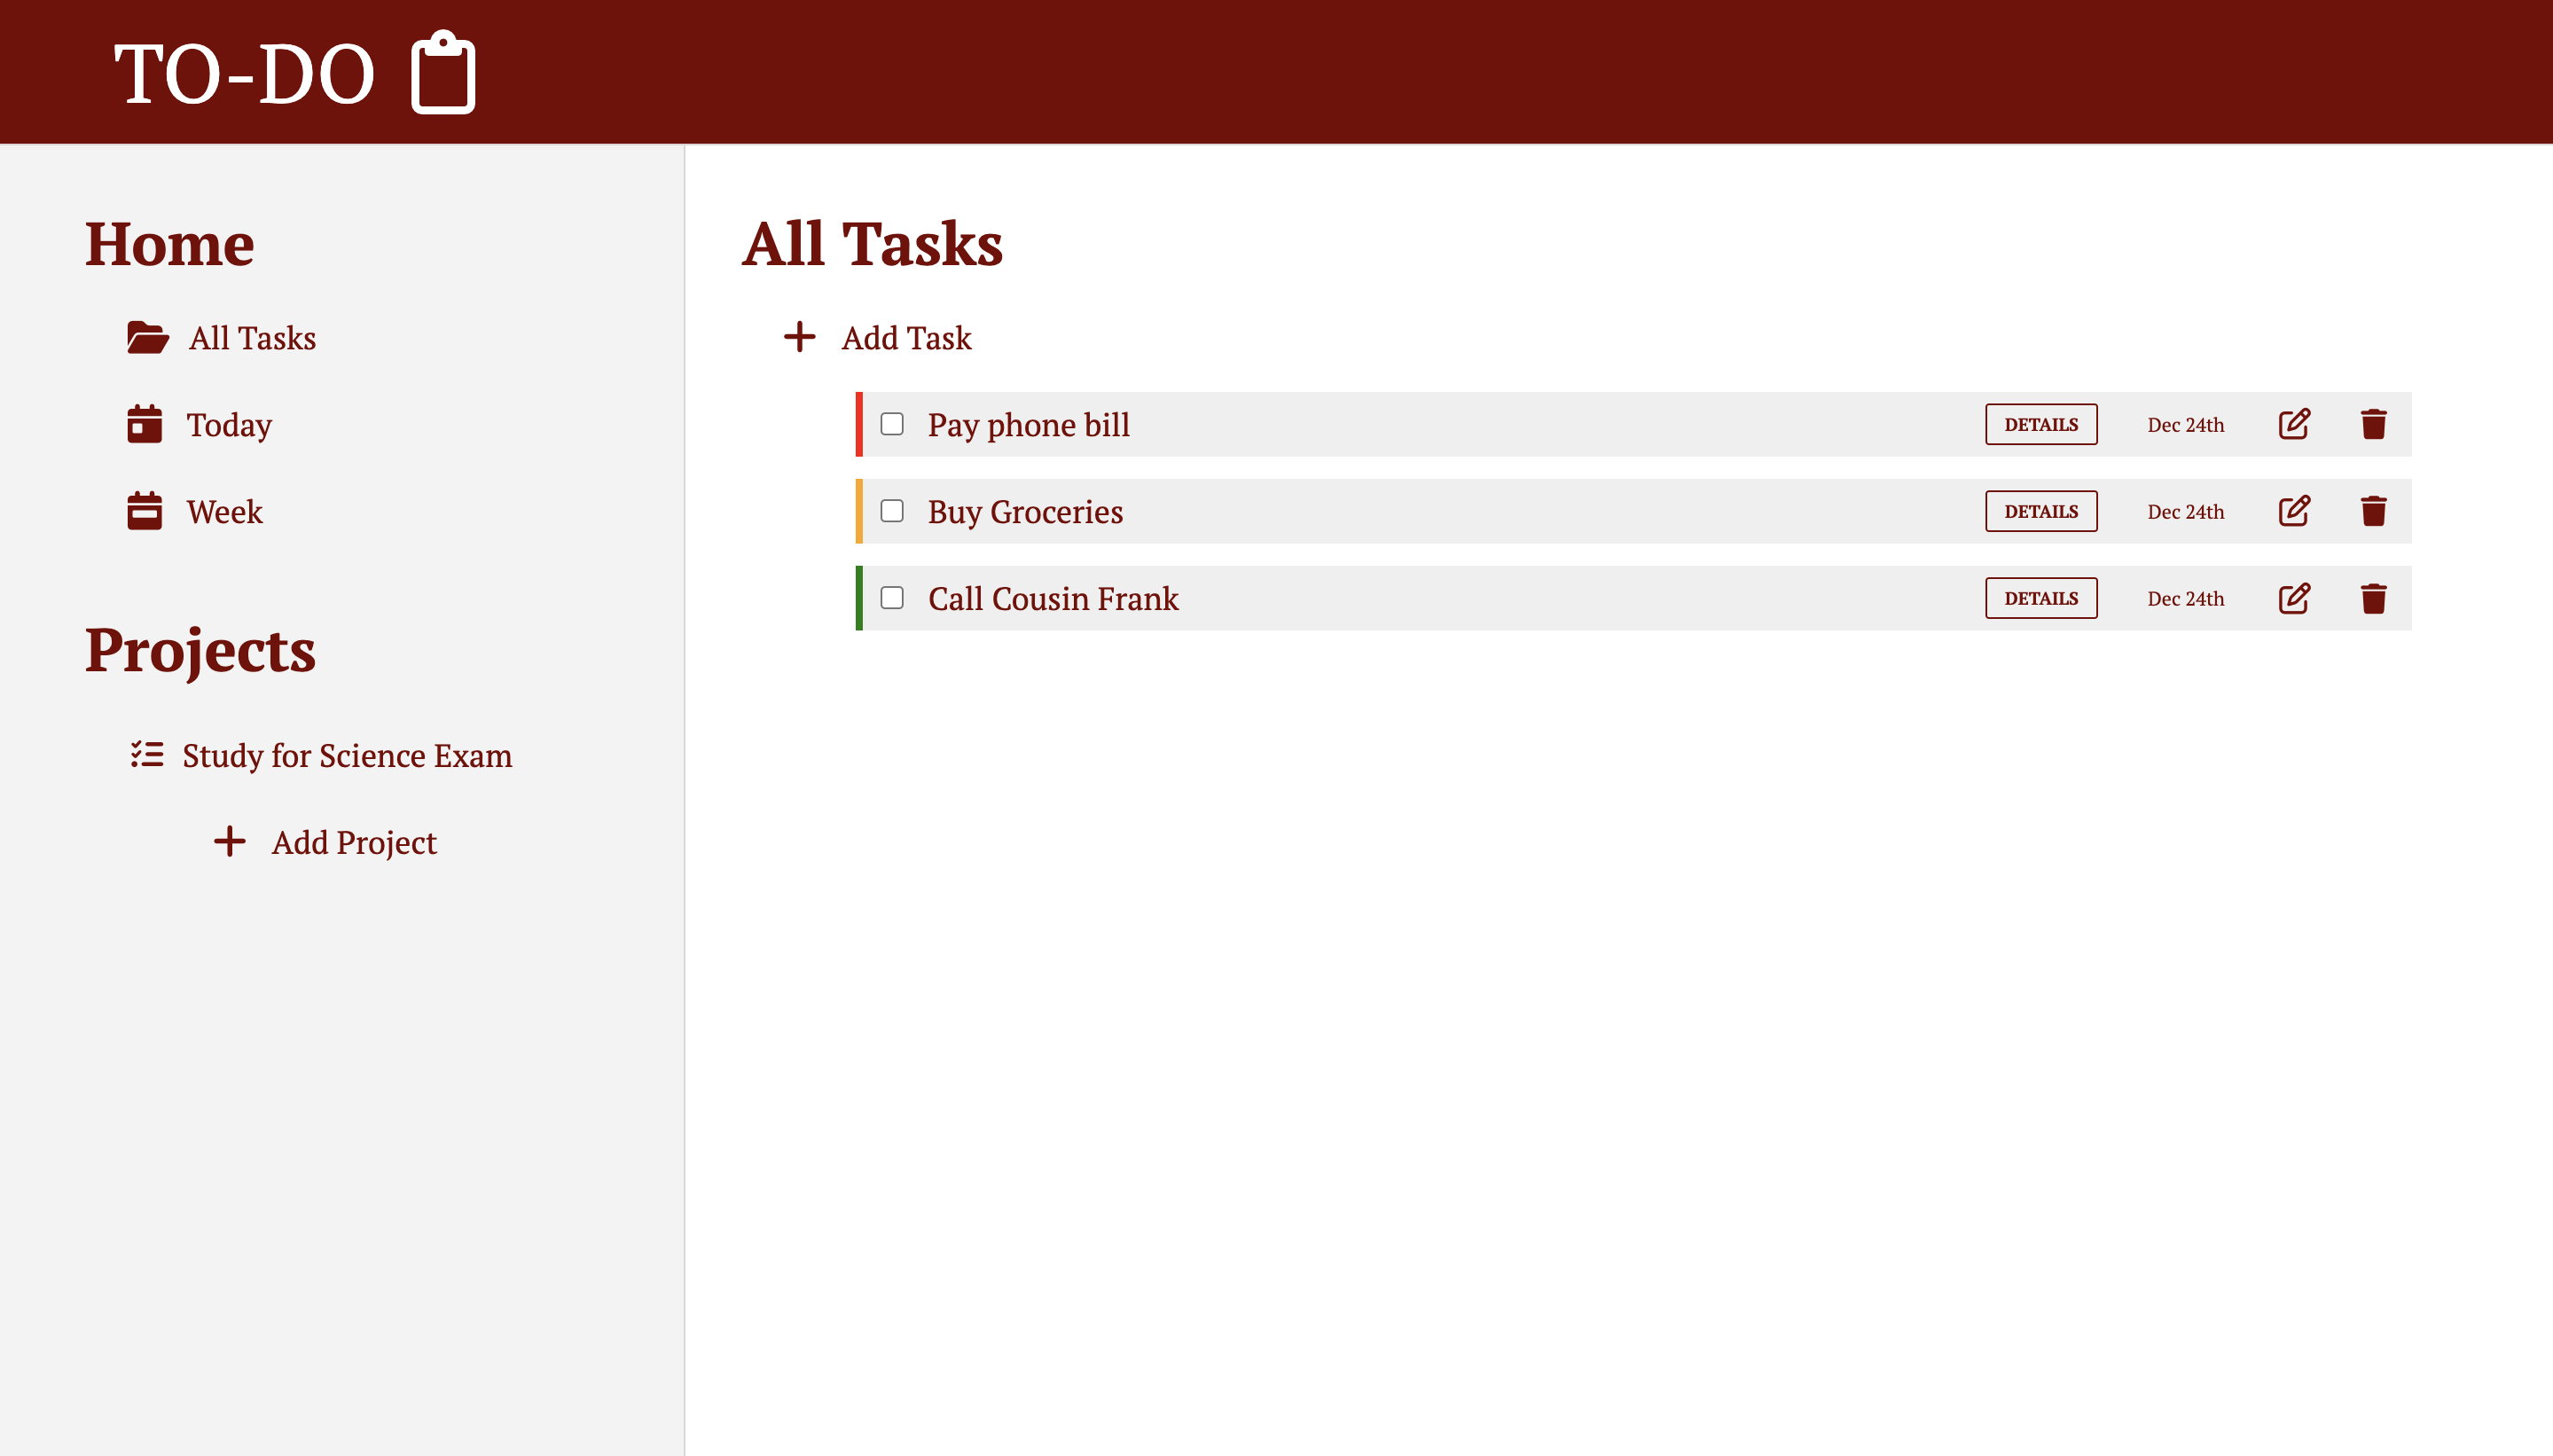 TO-DO
Home
All Tasks
Today
Week
Projects
Study for Science Exam
Add Project
All Tasks
Add Task
Pay phone bill DETAILS Dec 24th
Buy Groceries DETAILS Dec 24th
Call Cousin Frank DETAILS Dec 24th